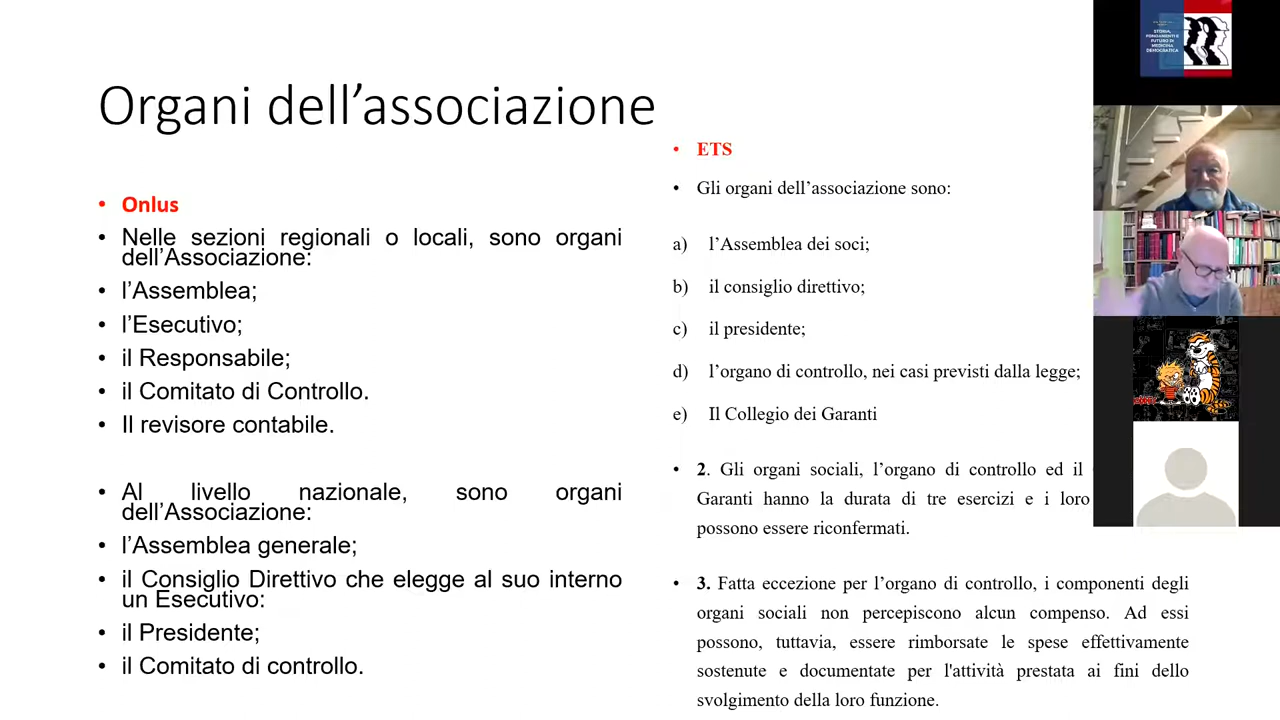 Organi dell’associazione
• Onlus
• Nelle sezioni regionali o locali, sono organi
dell’Associazione:
• l’Assemblea;
• l’Esecutivo;
• il Responsabile;
• il Comitato di Controllo.
• Il revisore contabile.
• Al livello nazionale, sono organi
dell’Associazione:
• l’Assemblea generale;
• il Consiglio Direttivo che elegge al suo interno
un Esecutivo:
• il Presidente;
• il Comitato di controllo.
• ETS
• Gli organi dell’associazione sono:
a) l’Assemblea dei soci;
b) il consiglio direttivo;
c) il presidente;
d) l’organo di controllo, nei casi previsti dalla legge;
e) Il Collegio dei Garanti
• 2. Gli organi sociali, l’organo di controllo ed il
Garanti hanno la durata di tre esercizi e i loro
possono essere riconfermati.
• 3. Fatta eccezione per l’organo di controllo, i componenti degli
organi sociali non percepiscono alcun compenso. Ad essi
possono, tuttavia, essere rimborsate le spese effettivamente
sostenute e documentate per l'attività prestata ai fini dello
svolgimento della loro funzione.
STORIA,
FONDAMENTI E
FUTURO DI
MEDICINA
DEMOCRATICA